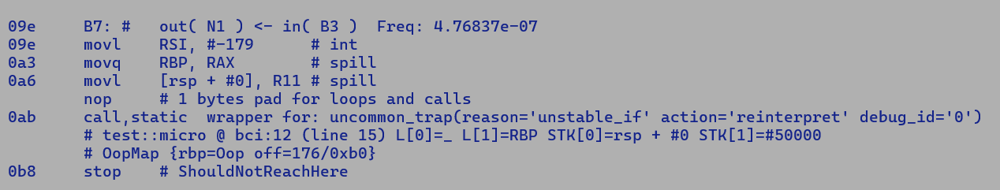 09e B7: # out( N1 ) <- in( B3 ) Freq: 4.76837e-07
09e movl RSI, #-179 # int
0a3 movq RBP, RAX # spill
0a6 movl [rsp + #0], R11 # spill
nop # 1 bytes pad for loops and calls
0ab call,static wrapper for: uncommon_trap(reason='unstable_if' action='reinterpret' debug_id='0')
# test::micro @ bci:12 (line 15) L[0]=_ L[1]=RBP STK[0]=rsp + #0 STK[1]=#50000
# OopMap {rbp=Oop off=176/0xb0}
0b8 stop # ShouldNotReachHere